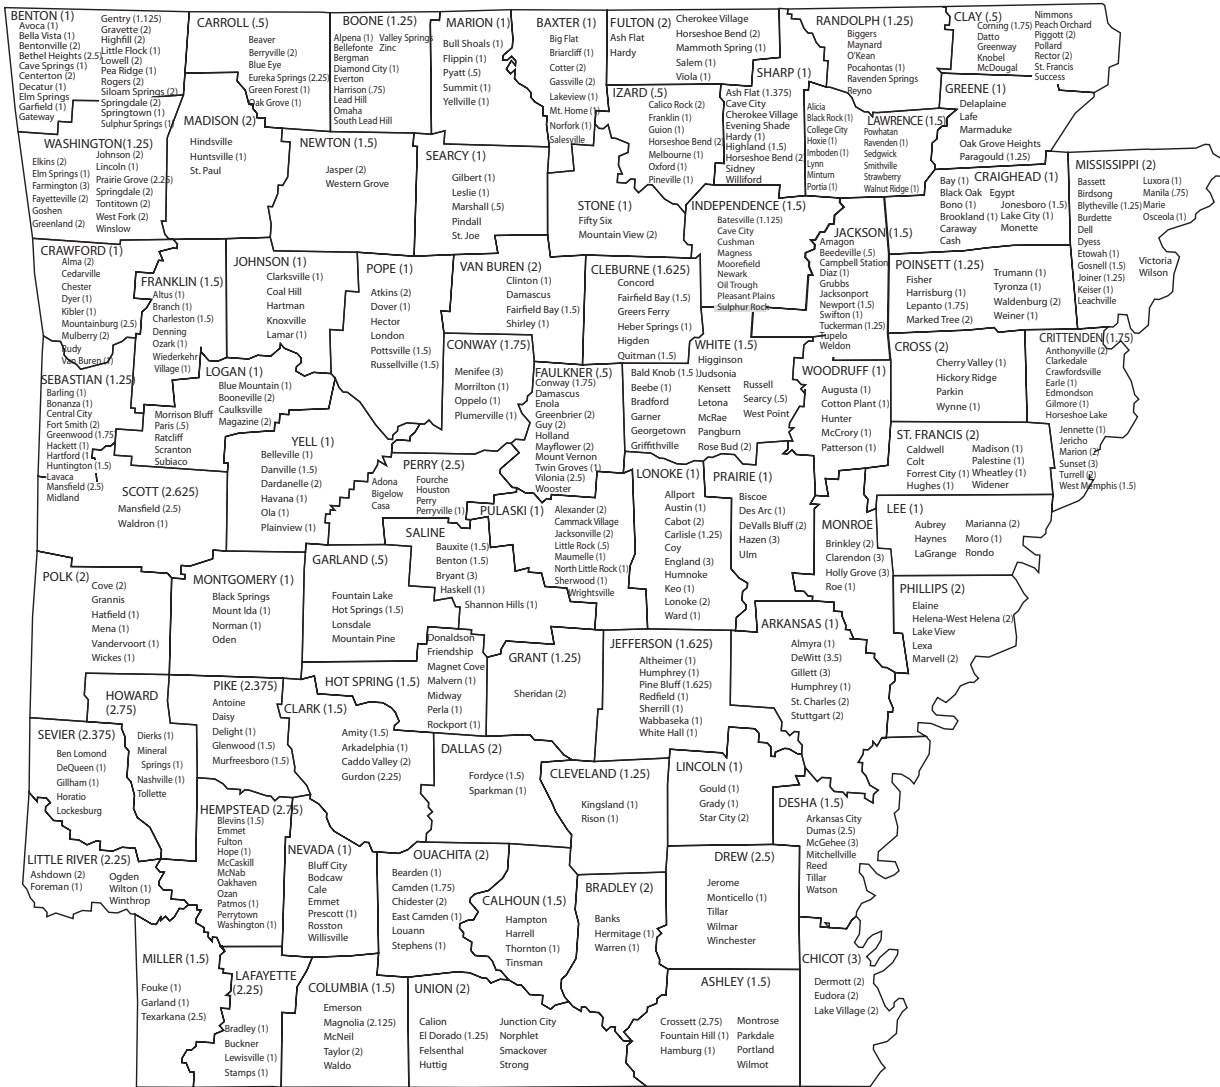 BENTON (1)
Avoca (1)
Bella Vista (1)
Bentonville (2)
Bethel Heights (2.5)
Cave Springs (1)
Centerton (2)
Decatur (1)
Elm Springs
Garfield (1)
Gateway
Gentry (1.125)
Gravette (2)
Highfill (2)
Little Flock (1)
Lowell (2)
Pea Ridge (1)
Rogers (2)
Siloam Springs (2)
Springdale (2)
Springtown (1)
Sulphur Springs (1)
CARROLL (.5)
Beaver
Berryville (2)
Blue Eye
Eureka Springs (2.25)
Green Forest (1)
Oak Grove (1)
BOONE (1.25)
Alpena (1)
Bellefonte
Bergman
Diamond City (1)
Everton
Harrison (.75)
Lead Hill
Omaha
South Lead Hill
Valley Springs
Zinc
MARION (1)
Bull Shoals (1)
Flippin (1)
Pyatt (.5)
Summit (1)
Yellville (1)
BAXTER (1)
Big Flat
Briarcliff (1)
Cotter (2)
Gassville (2)
Lakeview (1)
Mt. Home (1)
Norfork (1)
Salesville
FULTON (2)
Ash Flat
Hardy
Cherokee Village
Horseshoe Bend (2)
Mammoth Spring (1)
Salem (1)
Viola (1)
RANDOLPH (1.25)
Biggers
Maynard
O'Kean
Pocahontas (1)
Ravenden Springs
Reyno
CLAY (.5)
Corning (1.75)
Datto
Greenway
Knobel
McDougal
Nimmons
Peach Orchard
Piggott (2)
Pollard
Rector (2)
St. Francis
Success
SHARP (1)
Ash Flat (1.375)
Cave City
Cherokee Village
Evening Shade
Hardy (1)
Highland (1.5)
Horseshoe Bend (2)
Sidney
Williford
IZARD (.5)
Calico Rock (2)
Franklin (1)
Guion (1)
Horseshoe Bend (2)
Melbourne (1)
Oxford (1)
Pineville (1)
GREENE (1)
Delaplaine
Lafe
Marmaduke
Oak Grove Heights
Paragould (1.25)
LAWRENCE (1.5)
Alicia
Black Rock (1)
College City
Hoxie (1)
Imboden (1)
Lynn
Minturn
Portia (1)
Powhatan
Ravenden (1)
Sedgwick
Smithville
Strawberry
Walnut Ridge (1)
MADISON (2)
Hindsville
Huntsville (1)
St. Paul
WASHINGTON(1.25)
Elkins (2)
Elm Springs (1)
Farmington (3)
Fayetteville (2)
Goshen
Greenland (2)
Johnson (2)
Lincoln (1)
Prairie Grove (2.25)
Springdale (2)
Tontitown (2)
West Fork (2)
Winslow
NEWTON (1.5)
Jasper (2)
Western Grove
SEARCY (1)
Gilbert (1)
Leslie (1)
Marshall (.5)
Pindall
St. Joe
STONE (1)
Fifty Six
Mountain View (2)
INDEPENDENCE (1.5)
Batesville (1.125)
Cave City
Cushman
Magness
Moorefield
Newark
Oil Trough
Pleasant Plains
Sulphur Rock
JACKSON(1.5)
Amagon
Beedeville (.5)
Campbell Station
Diaz (1)
Grubbs
Jacksonport
Newport (1.5)
Swifton (1)
Tuckerman (1.25)
Tupelo
Weldon
CRAIGHEAD (1)
Bay (1)
Black Oak
Bono (1)
Brookland (1)
Caraway
Cash
Egypt
Jonesboro (1.5)
Lake City (1)
Monette
MISSISSIPPI (2)
Bassett
Birdsong
Blytheville (1.25)
Burdette
Dell
Dyess
Etowah (1)
Gosnell (1.5)
Joiner (1.25)
Keiser (1)
Leachville
Luxora (1)
Manila (.75)
Marie
Osceola (1)
Victoria
Wilson
CRAWFORD (1)
Alma (2)
Cedarville
Chester
Dyer (1)
Kibler (1)
Mountainburg (2.5)
Mulberry (2)
Rudy
Van Buren (1)
FRANKLIN (1.5)
Altus (1)
Branch (1)
Charleston (1.5)
Denning
Ozark (1)
Wiederkehr
Village (1)
JOHNSON (1)
Clarksville (1)
Coal Hill
Hartman
Knoxville
Lamar (1)
POPE (1)
Atkins (2)
Dover (1)
Hector
London
Pottsville (1.5)
Russellville (1.5)
VAN BUREN (2)
Clinton (1)
Damascus
Fairfield Bay (1.5)
Shirley (1)
CLEBURNE (1.625)
Concord
Fairfield Bay (1.5)
Greers Ferry
Heber Springs (1)
Higden
Quitman (1.5)
POINSETT (1.25)
Fisher
Harrisburg (1)
Lepanto (1.75)
Marked Tree (2)
Trumann (1)
Tyronza (1)
Waldenburg (2)
Weiner (1)
CONWAY (1.75)
Menifee (3)
Morrilton (1)
Oppelo (1)
Plumerville (1)
FAULKNER (.5)
Conway (1.75)
Damascus
Enola
Greenbrier (2)
Guy (2)
Holland
Mayflower (2)
Mount Vernon
Twin Groves (1)
Vilonia (2.5)
Wooster
WHITE (1.5)
Bald Knob (1.5)
Beebe (1)
Bradford
Garner
Georgetown
Griffithville
Higginson
Judsonia
Kensett
Letona
McRae
Pangburn
Rose Bud (2)
Russell
Searcy (.5)
West Point
WOODRUFF (1)
Augusta (1)
Cotton Plant (1)
Hunter
McCrory (1)
Patterson (1)
CROSS (2)
Cherry Valley (1)
Hickory Ridge
Parkin
Wynne (1)
CRITTENDEN(1.75)
Anthonyville (2)
Clarkedale
Crawfordsville
Earle (1)
Edmondson
Gilmore (1)
Horseshoe Lake
Jennette (1)
Jericho
Marion (2)
Sunset (3)
Turrell (2)
West Memphis (1.5)
SEBASTIAN (1.25)
Barling (1)
Bonanza (1)
Central City
Fort Smith (2)
Greenwood (1.75)
Hackett (1)
Hartford (1)
Huntington (1.5)
Lavaca
Mansfield (2.5)
Midland
LOGAN (1)
Blue Mountain (1)
Booneville (2)
Caulksville
Magazine (2)
Morrison Bluff
Paris (.5)
Ratcliff
Scranton
Subiaco
YELL (1)
Belleville (1)
Danville (1.5)
Dardanelle (2)
Havana (1)
Ola (1)
Plainview (1)
PERRY (2.5)
Adona
Bigelow
Casa
Fourche
Houston
Perry
Perryville (1)
PULASKI (1)
Alexander (2)
Cammack Village
Jacksonville (2)
Little Rock (.5)
Maumelle (1)
North Little Rock (1)
Sherwood (1)
Wrightsville
LONOKE (1)
Allport
Austin (1)
Cabot (2)
Carlisle (1.25)
Coy
England (3)
Humnoke
Keo (1)
Lonoke (2)
Ward (1)
PRAIRIE (1)
Biscoe
Des Arc (1)
DeValls Bluff (2)
Hazen (3)
Ulm
ST. FRANCIS (2)
Caldwell
Colt
Forrest City (1)
Hughes (1)
Madison (1)
Palestine (1)
Wheatley (1)
Widener
SCOTT (2.625)
Mansfield (2.5)
Waldron (1)
SALINE
Bauxite (1.5)
Benton (1.5)
Bryant (3)
Haskell (1)
Shannon Hills (1)
MONROE
Brinkley (2)
Clarendon (3)
Holly Grove (3)
Roe (1)
LEE (1)
Aubrey
Haynes
LaGrange
Marianna (2)
Moro (1)
Rondo
POLK (2)
Cove (2)
Grannis
Hatfield (1)
Mena (1)
Vandervoort (1)
Wickes (1)
MONTGOMERY (1)
Black Springs
Mount Ida (1)
Norman (1)
Oden
GARLAND (.5)
Fountain Lake
Hot Springs (1.5)
Lonsdale
Mountain Pine
PHILLIPS (2)
Elaine
Helena-West Helena (2)
Lake View
Lexa
Marvell (2)
HOT SPRING (1.5)
Donaldson
Friendship
Magnet Cove
Malvern (1)
Midway
Perla (1)
Rockport (1)
GRANT (1.25)
Sheridan (2)
JEFFERSON (1.625)
Altheimer (1)
Humphrey (1)
Pine Bluff (1.625)
Redfield (1)
Sherrill (1)
Wabbaseka (1)
White Hall (1)
ARKANSAS (1)
Almyra (1)
DeWitt (3.5)
Gillett (3)
Humphrey (1)
St. Charles (2)
Stuttgart (2)
HOWARD
(2.75)
Dierks (1)
Mineral
Springs (1)
Nashville (1)
Tollette
PIKE (2.375)
Antoine
Daisy
Delight (1)
Glenwood (1.5)
Murfreesboro (1.5)
CLARK (1.5)
Amity (1.5)
Arkadelphia (1)
Caddo Valley (2)
Gurdon (2.25)
SEVIER (2.375)
Ben Lomond
DeQueen (1)
Gillham (1)
Horatio
Lockesburg
DALLAS (2)
Fordyce (1.5)
Sparkman (1)
CLEVELAND (1.25)
Kingsland (1)
Rison (1)
LINCOLN (1)
Gould (1)
Grady (1)
Star City (2)
DESHA (1.5)
Arkansas City
Dumas (2.5)
McGehee (3)
Mitchellville
Reed
Tillar
Watson
HEMPSTEAD (2.75)
Blevins (1.5)
Emmet
Fulton
Hope (1)
McCaskill
McNab
Oakhaven
Ozan
Patmos (1)
Perrytown
Washington (1)
LITTLE RIVER (2.25)
Ashdown (2)
Foreman (1)
Ogden
Wilton (1)
Winthrop
NEVADA (1)
Bluff City
Bodcaw
Cale
Emmet
Prescott (1)
Rosston
Willisville
OUACHITA (2)
Bearden (1)
Camden (1.75)
Chidester (2)
East Camden (1)
Louann
Stephens (1)
CALHOUN (1.5)
Hampton
Harrell
Thornton (1)
Tinsman
BRADLEY (2)
Banks
Hermitage (1)
Warren (1)
DREW (2.5)
Jerome
Monticello (1)
Tillar
Wilmar
Winchester
MILLER (1.5)
Fouke (1)
Garland (1)
Texarkana (2.5)
LAFAYETTE
(2.25)
Bradley (1)
Buckner
Lewisville (1)
Stamps (1)
COLUMBIA (1.5)
Emerson
Magnolia (2.125)
McNeil
Taylor (2)
Waldo
UNION (2)
Calion
El Dorado (1.25)
Felsenthal
Huttig
Junction City
Norphlet
Smackover
Strong
ASHLEY (1.5)
Crossett (2.75)
Fountain Hill (1)
Hamburg (1)
Montrose
Parkdale
Portland
Wilmot
CHICOT (3)
Dermott (2)
Eudora (2)
Lake Village (2)